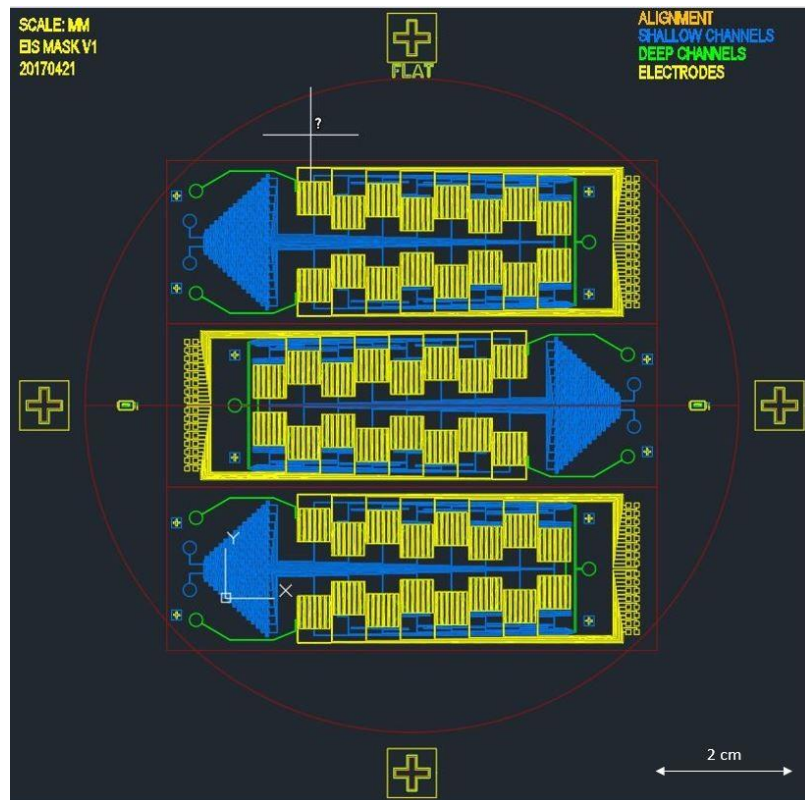 SCALE: MM
EIS MASK V1
20170421
ALIGNMENT
SHALLOW CHANNELS
DEEP CHANNELS
ELECTRODES
FLAT
?
Y
X
2 cm